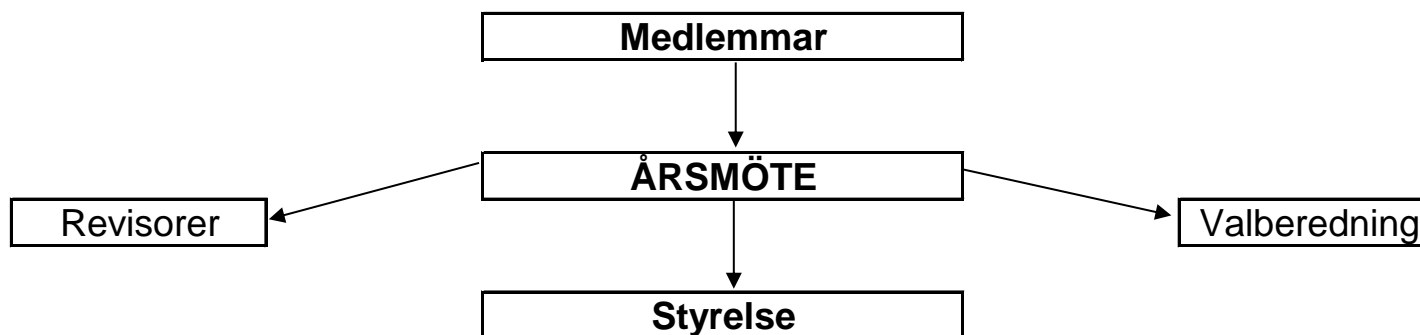 Medlemmar
ÅRSMÖTE
Revisorer
Valberedning
Styrelse